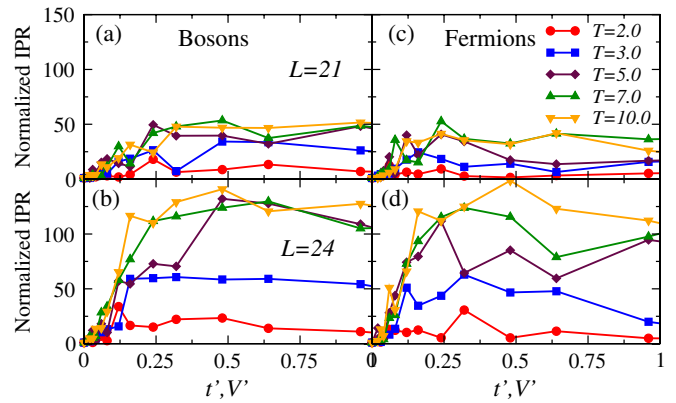 150
100
50
0
Normalized IPR
(a)
Bosons
L=21
(c)
Fermions
T=2.0
T=3.0
T=5.0
T=7.0
T=10.0
Normalized IPR
100
50
0
(b)
L=24
(d)
0 0.25 0.5 0.75 1
0 0.25 0.5 0.75 1
t',V' t',V'